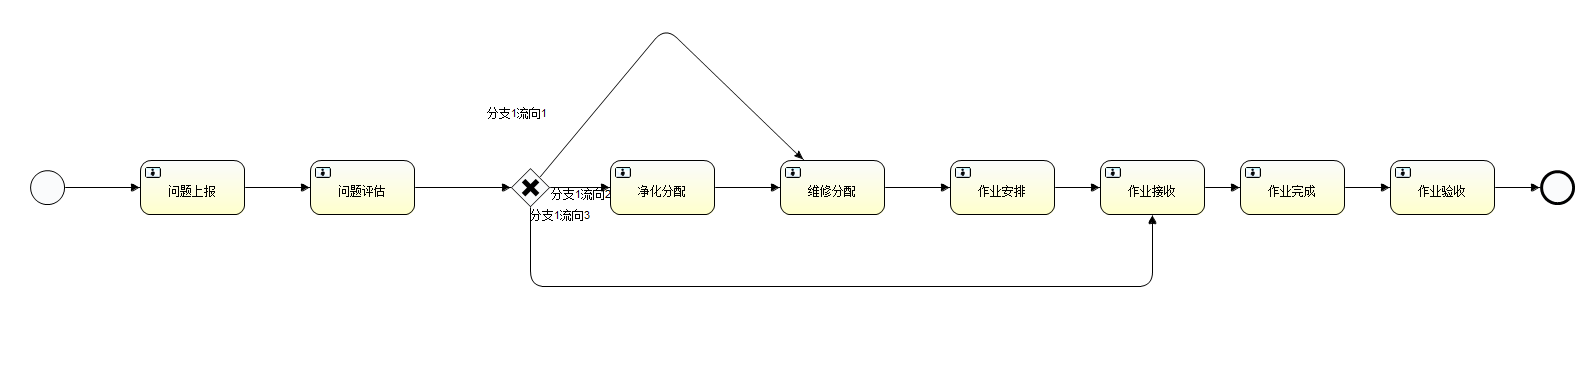 分支1流向1
问题上报
问题评估
分支1流向2
净化分配
维修分配
作业安排
作业接收
作业完成
作业验收
分支1流向3